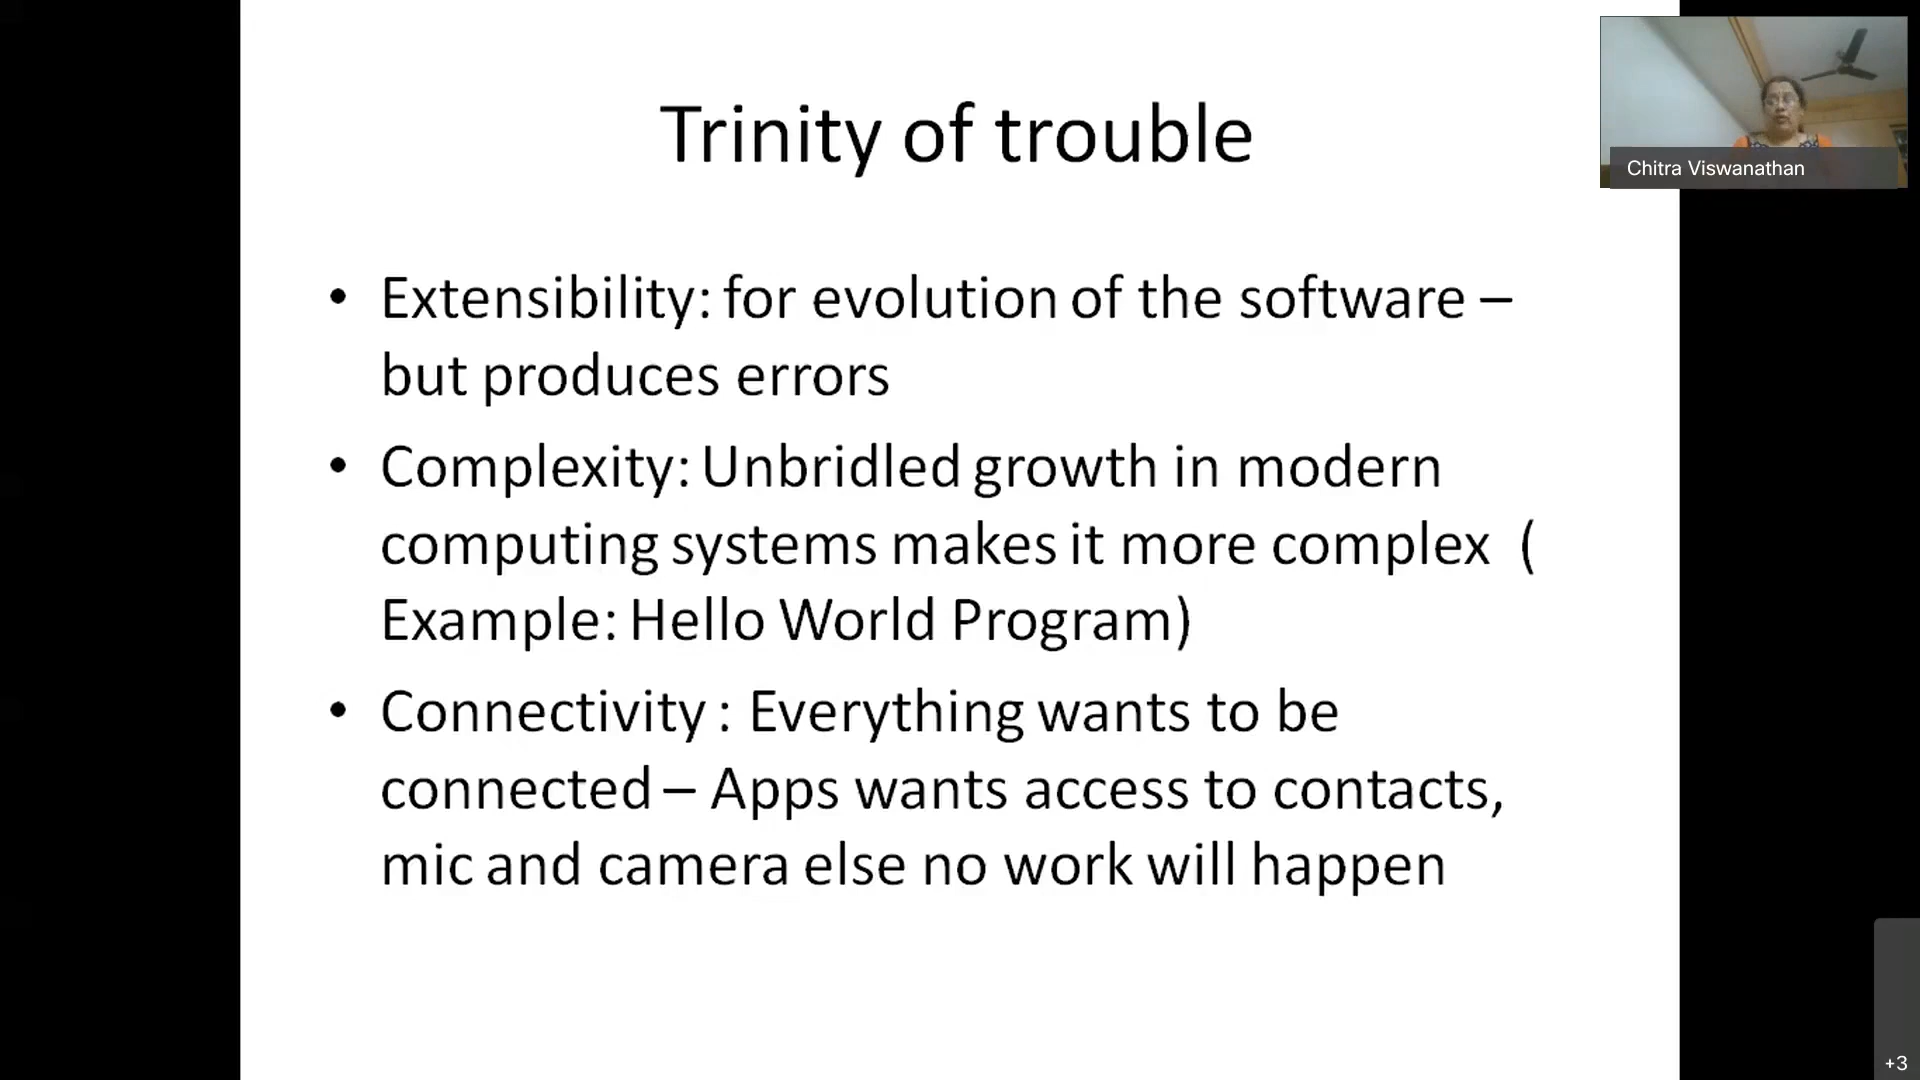 Trinity of trouble
Chitra Viswanathan
• Extensibility: for evolution of the software –
but produces errors
• Complexity: Unbridled growth in modern
computing systems makes it more complex  (
Example: Hello World Program)
• Connectivity : Everything wants to be
connected – Apps wants access to contacts,
mic and camera else no work will happen
+3